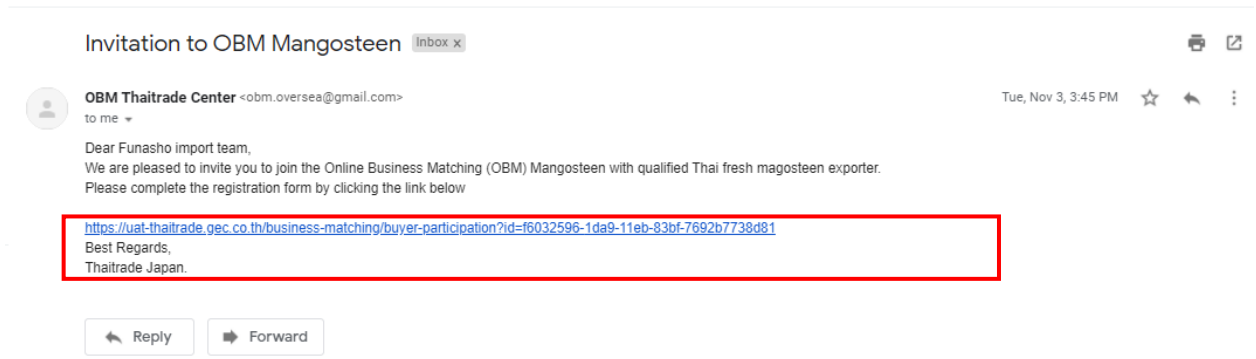 Invitation to OBM Mangosteen Inbox x
OBM Thaitrade Center <obm.oversea@gmail.com> Tue, Nov 3, 3:45 PM
to me
Dear Funasho import team,
We are pleased to invite you to join the Online Business Matching (OBM) Mangosteen with qualified Thai fresh magosteen exporter.
Please complete the registration form by clicking the link below
https://uat-thaitrade.gec.co.th/business-matching/buyer-participation?id=f6032596-1da9-11eb-83bf-7692b7738d81
Best Regards,
Thaitrade Japan.
Reply Forward